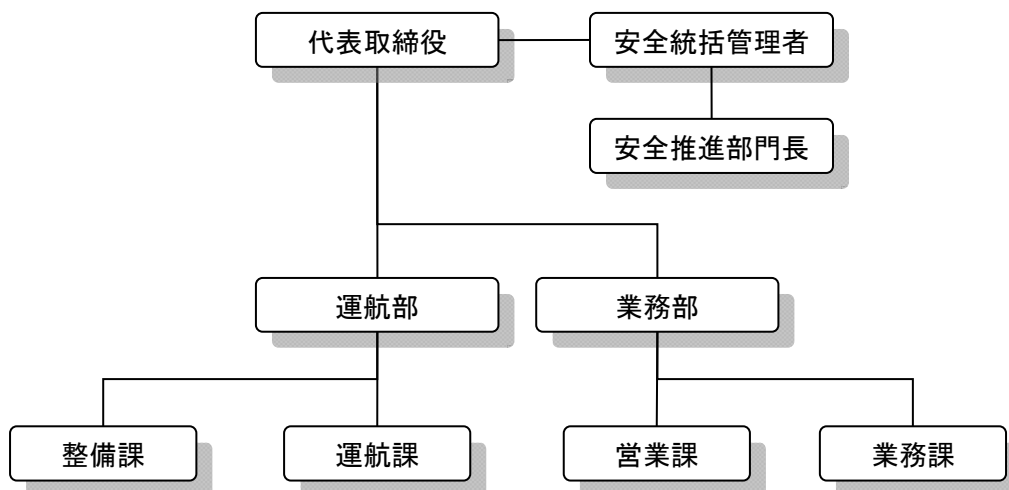 代表取締役
安全統括管理者
安全推進部門長
運航部
業務部
整備課
運航課
営業課
業務課